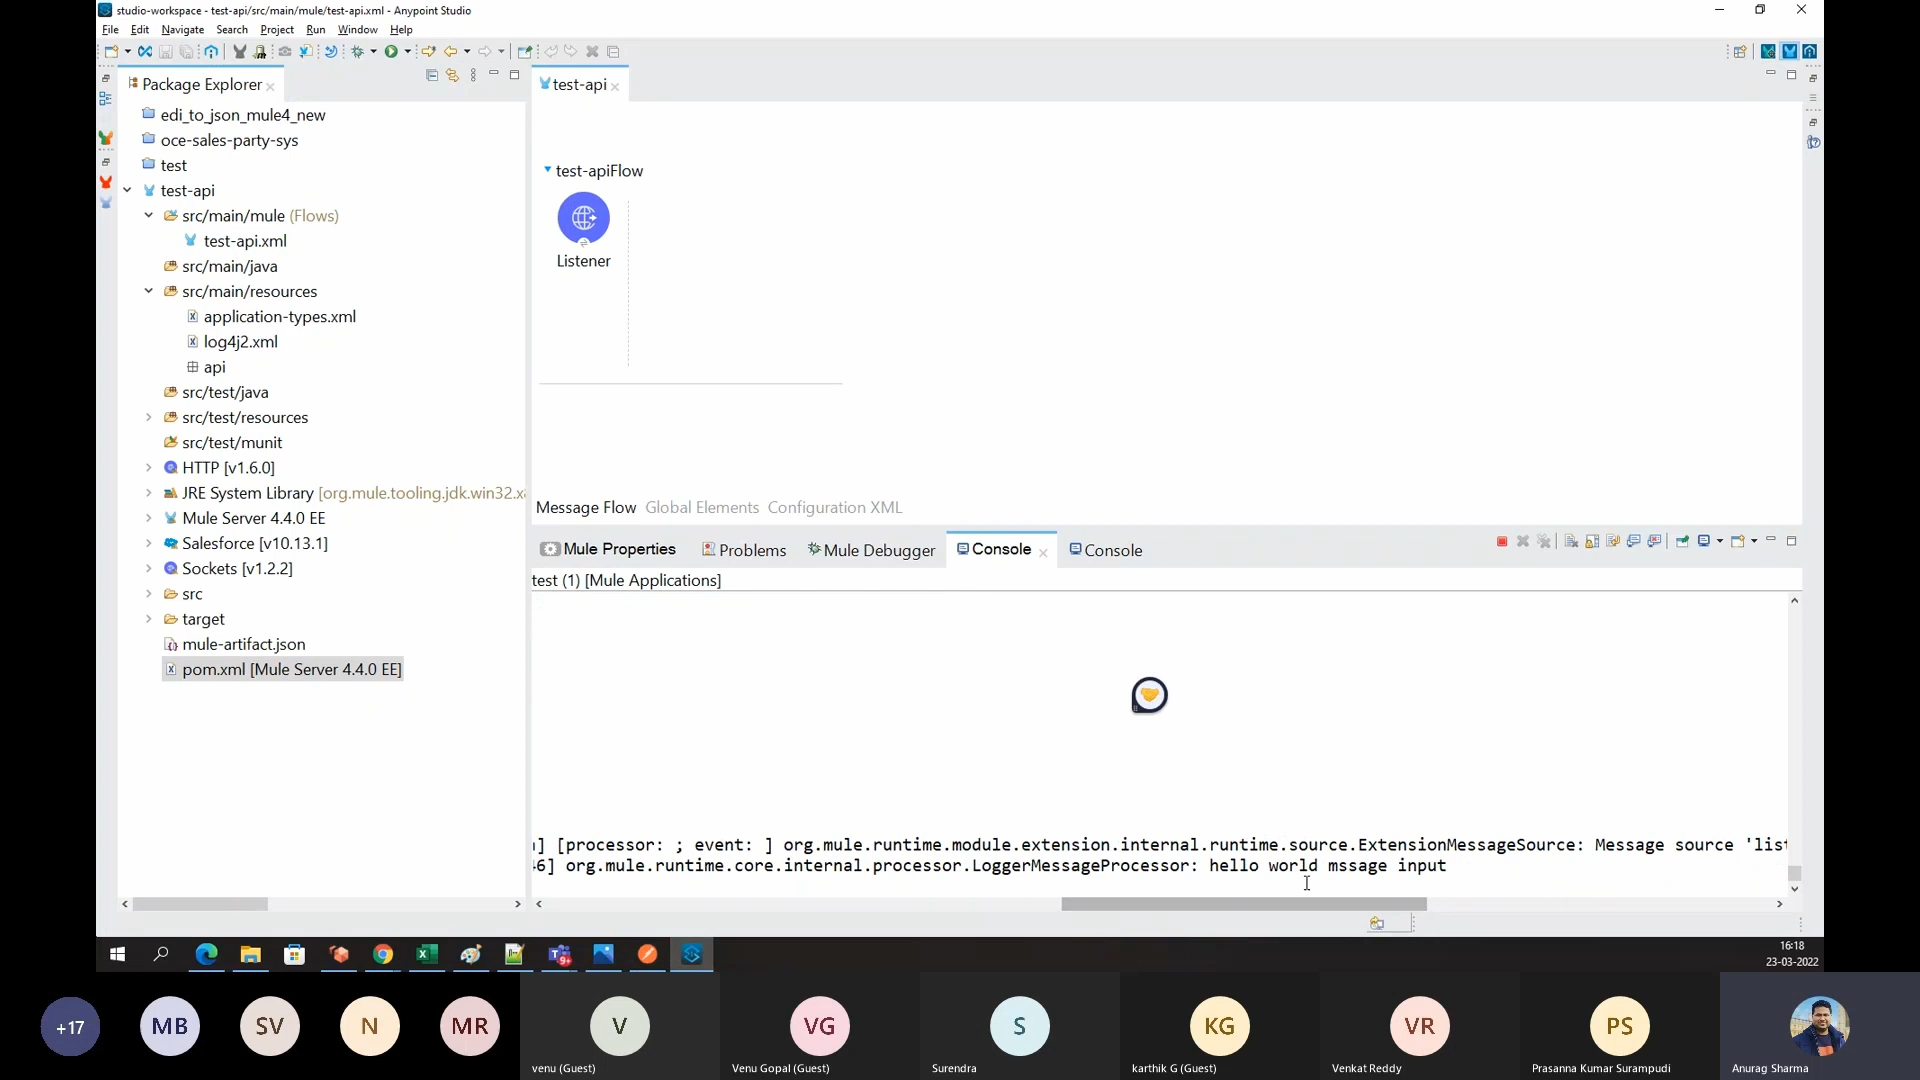 studio-workspace - test-api/src/main/mule/test-api.xml - Anypoint Studio
File Edit Navigate Search Project Run Window Help
Package Explorer
edi_to_json_mule4_new
oce-sales-party-sys
test
test-api
src/main/mule (Flows)
test-api.xml
src/main/java
src/main/resources
application-types.xml
log4j2.xml
api
src/test/java
src/test/resources
src/test/munit
HTTP [v1.6.0]
JRE System Library [org.mule.tooling.jdk.win32.x
Mule Server 4.4.0 EE
Salesforce [v10.13.1]
Sockets [v1.2.2]
src
target
mule-artifact.json
pom.xml [Mule Server 4.4.0 EE]
test-api
test-apiFlow
Listener
Message Flow Global Elements Configuration XML
Mule Properties Problems Mule Debugger Console Console
test (1) [Mule Applications]
] [processor: ; event: ] org.mule.runtime.module.extension.internal.runtime.source.ExtensionMessageSource: Message source 'list
46] org.mule.runtime.core.internal.processor.LoggerMessageProcessor: hello world mssage input
9+
16:18
23-03-2022
+17 MB SV N MR V VG S KG VR PS
venu (Guest) Venu Gopal (Guest) Surendra karthik G (Guest) Venkat Reddy Prasanna Kumar Surampudi Anurag Sharma